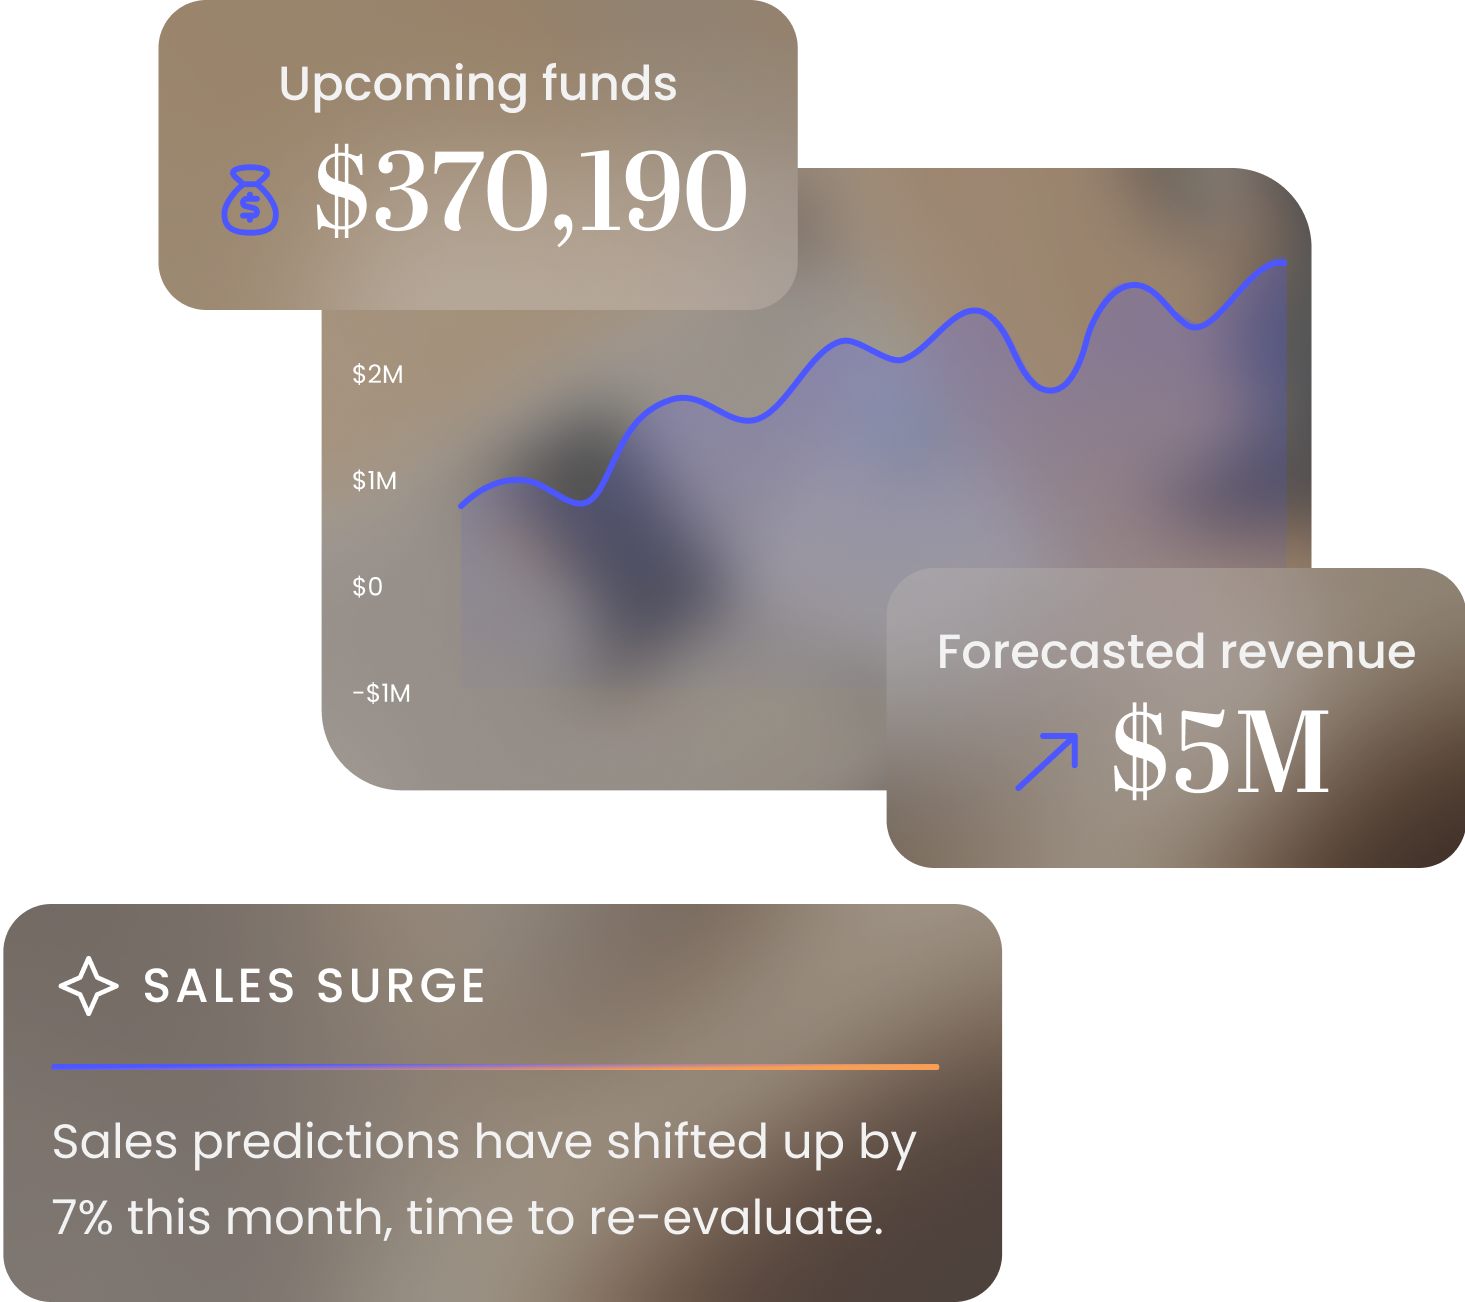 Upcoming funds
$370,190
$2M
$1M
$0
-$1M
Forecasted revenue
$5M
SALES SURGE
Sales predictions have shifted up by
7% this month, time to re-evaluate.